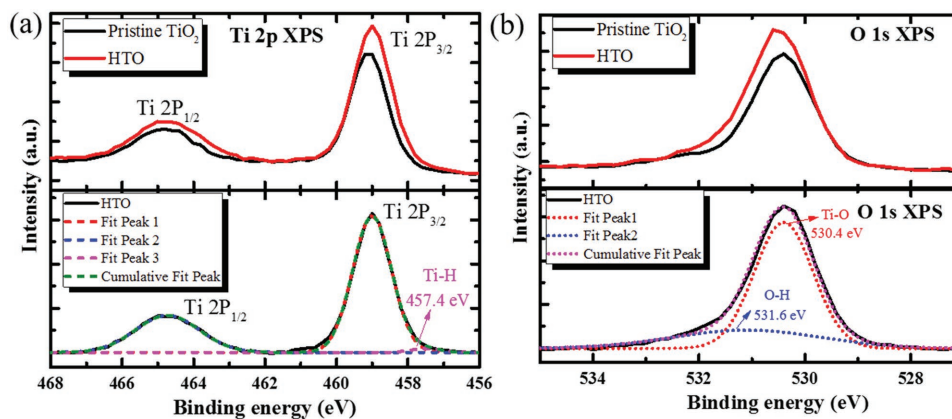 (a)
Pristine TiO₂
HTO
Ti 2p XPS
Ti 2P₃/₂
Ti 2P₁/₂
HTO
Fit Peak 1
Fit Peak 2
Fit Peak 3
Cumulative Fit Peak
Ti 2P₃/₂
Ti 2P₁/₂
Ti-H
457.4 eV
Intensity (a.u.)
468 466 464 462 460 458 456
Binding energy (eV)
(b)
Pristine TiO₂
HTO
O 1s XPS
HTO
Fit Peak1
Fit Peak2
Cumulative Fit Peak
O 1s XPS
Ti-O
530.4 eV
O-H
531.6 eV
Intensity (a.u.)
534 532 530 528
Binding energy (eV)